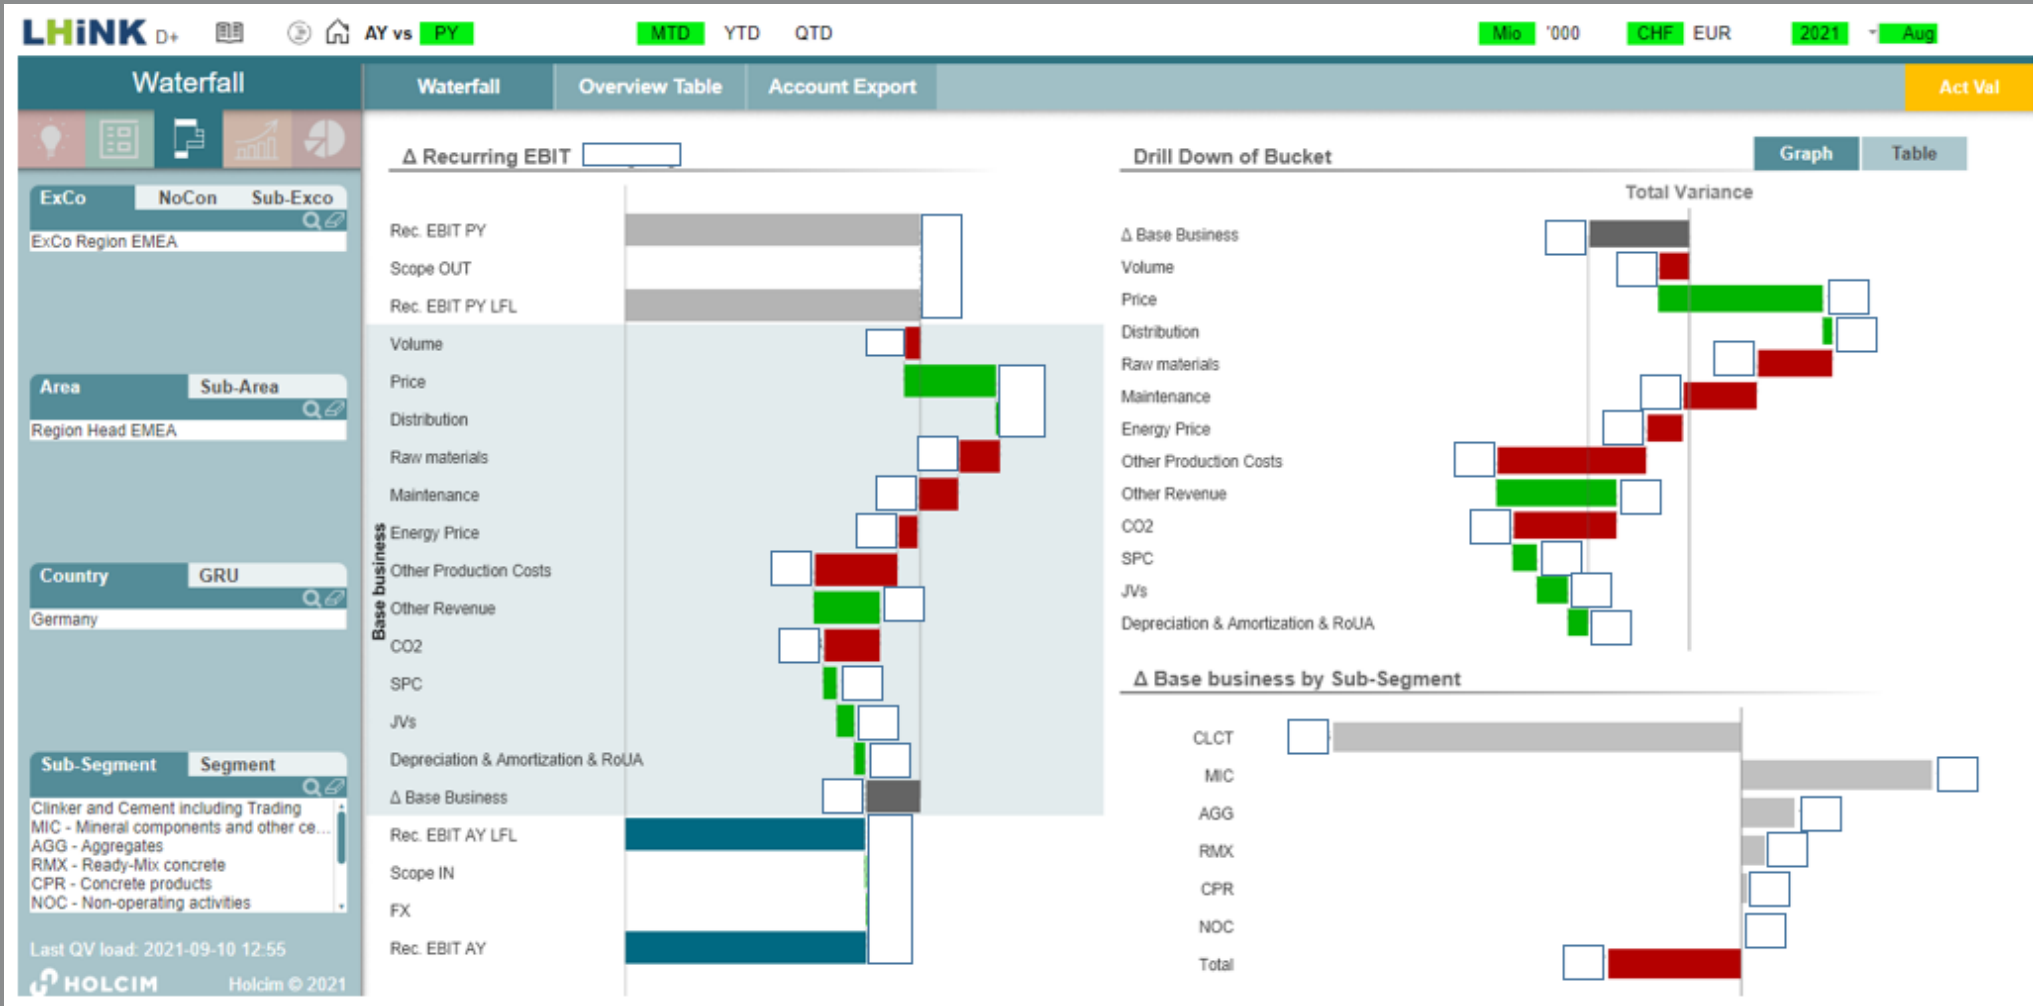 LHiNK D+
AY vs PY
MTD YTD QTD
Mio '000
CHF EUR
2021 Aug
Waterfall
Waterfall Overview Table Account Export
Act Val
ExCo NoCon Sub-Exco
ExCo Region EMEA
Area Sub-Area
Region Head EMEA
Country GRU
Germany
Sub-Segment Segment
Clinker and Cement including Trading
MIC - Mineral components and other ce...
AGG - Aggregates
RMX - Ready-Mix concrete
CPR - Concrete products
NOC - Non-operating activities
Last QV load: 2021-09-10 12:55
HOLCIM Holcim © 2021
Δ Recurring EBIT
Rec. EBIT PY
Scope OUT
Rec. EBIT PY LFL
Base business
Volume
Price
Distribution
Raw materials
Maintenance
Energy Price
Other Production Costs
Other Revenue
CO2
SPC
JVs
Depreciation & Amortization & RoUA
Δ Base Business
Rec. EBIT AY LFL
Scope IN
FX
Rec. EBIT AY
Drill Down of Bucket
Graph Table
Total Variance
Δ Base Business
Volume
Price
Distribution
Raw materials
Maintenance
Energy Price
Other Production Costs
Other Revenue
CO2
SPC
JVs
Depreciation & Amortization & RoUA
Δ Base business by Sub-Segment
CLCT
MIC
AGG
RMX
CPR
NOC
Total